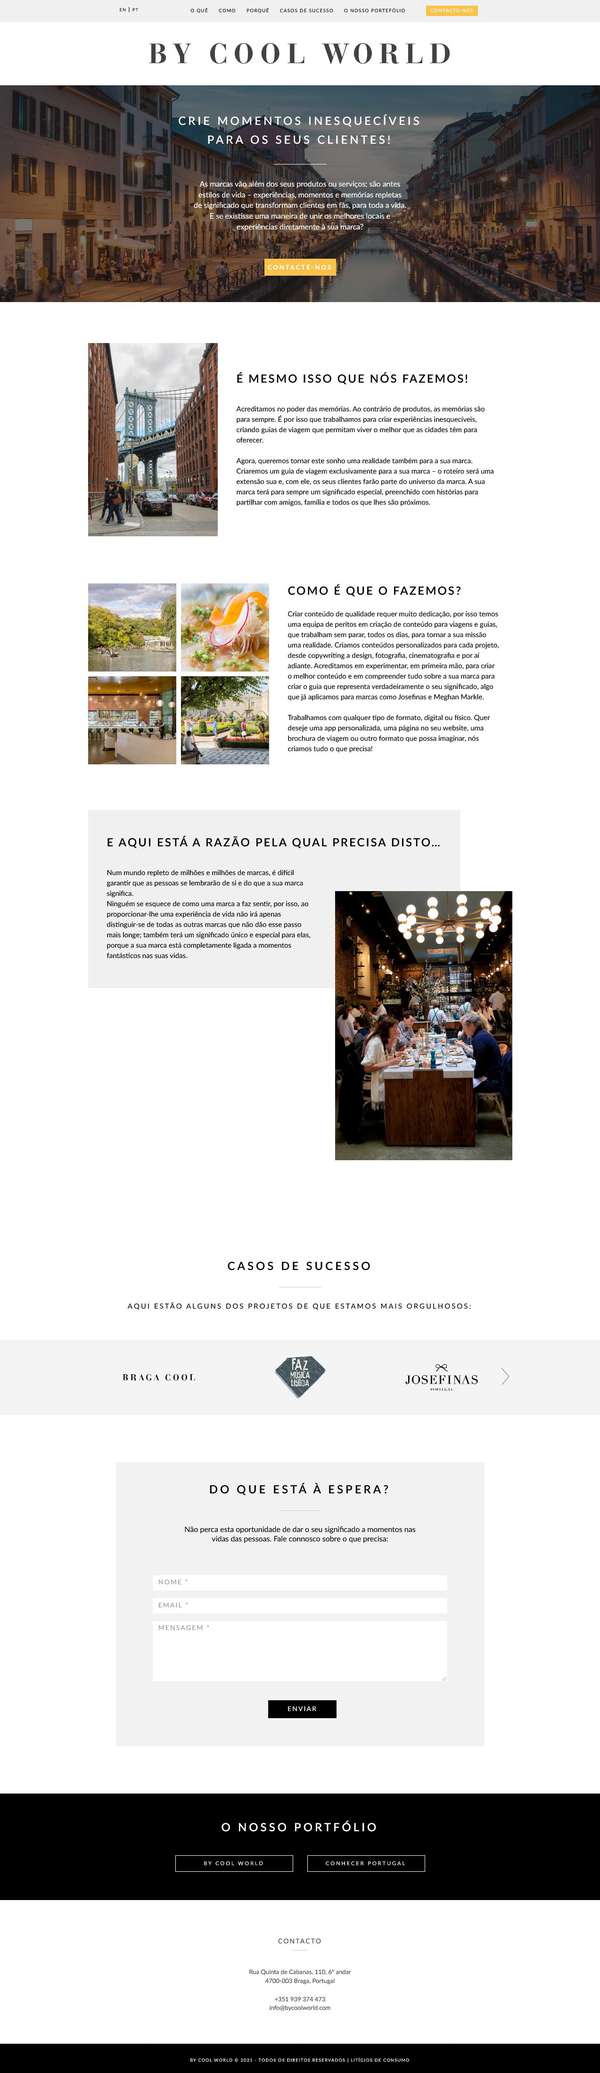 EN | PT
O QUÊ COMO PORQUÊ CASOS DE SUCESSO O NOSSO PORTEFÓLIO CONTACTE-NOS
BY COOL WORLD
CRIE MOMENTOS INESQUECÍVEIS
PARA OS SEUS CLIENTES!
As marcas vão além dos seus produtos ou serviços; são antes
estilos de vida – experiências, momentos e memórias repletas
de significado que transformam clientes em fãs, para toda a vida.
E se existisse uma maneira de unir os melhores locais e
experiências diretamente à sua marca?
CONTACTE-NOS
É MESMO ISSO QUE NÓS FAZEMOS!
Acreditamos no poder das memórias. Ao contrário de produtos, as memórias são
para sempre. É por isso que trabalhamos para criar experiências inesquecíveis,
criando guias de viagem que permitam viver o melhor que as cidades têm para
oferecer.
Agora, queremos tornar este sonho uma realidade também para a sua marca.
Criaremos um guia de viagem exclusivamente para a sua marca – o roteiro será uma
extensão sua e, com ele, os seus clientes farão parte do universo da marca. A sua
marca terá para sempre um significado especial, preenchido com histórias para
partilhar com amigos, família e todos os que lhes são próximos.
COMO É QUE O FAZEMOS?
Criar conteúdo de qualidade requer muito dedicação, por isso temos
uma equipa de peritos em criação de conteúdo para viagens e guias,
que trabalham sem parar, todos os dias, para tornar a sua missão
uma realidade. Criamos conteúdos personalizados para cada projeto,
desde copywriting a design, fotografia, cinematografia e por aí
adiante. Acreditamos em experimentar, em primeira mão, para criar
o melhor conteúdo e em compreender tudo sobre a sua marca para
criar o guia que representa verdadeiramente o seu significado, algo
que já aplicamos para marcas como Josefinas e Meghan Markle.
Trabalhamos com qualquer tipo de formato, digital ou físico. Quer
deseje uma app personalizada, uma página no seu website, uma
brochura de viagem ou outro formato que possa imaginar, nós
criamos tudo o que precisa!
E AQUI ESTÁ A RAZÃO PELA QUAL PRECISA DISTO...
Num mundo repleto de milhões e milhões de marcas, é difícil
garantir que as pessoas se lembrarão de si e do que a sua marca
significa.
Ninguém se esquece de como uma marca a faz sentir, por isso, ao
proporcionar-lhe uma experiência de vida não irá apenas
distinguir-se de todas as outras marcas que não dão esse passo
mais longe; também terá um significado único e especial para elas,
porque a sua marca está completamente ligada a momentos
fantásticos nas suas vidas.
CASOS DE SUCESSO
AQUI ESTÃO ALGUNS DOS PROJETOS DE QUE ESTAMOS MAIS ORGULHOSOS:
BRAGA COOL
FAZ
MÚSICA
LISBOA
JOSEFINAS
PORTUGAL
DO QUE ESTÁ À ESPERA?
Não perca esta oportunidade de dar o seu significado a momentos nas
vidas das pessoas. Fale connosco sobre o que precisa:
NOME *
EMAIL *
MENSAGEM *
ENVIAR
O NOSSO PORTFÓLIO
BY COOL WORLD CONHECER PORTUGAL
CONTACTO
Rua Quinta de Cabanas, 110, 6º andar
4700-003 Braga, Portugal
+351 939 374 473
info@bycoolworld.com
BY COOL WORLD © 2021 - TODOS OS DIREITOS RESERVADOS | LITÍGIOS DE CONSUMO